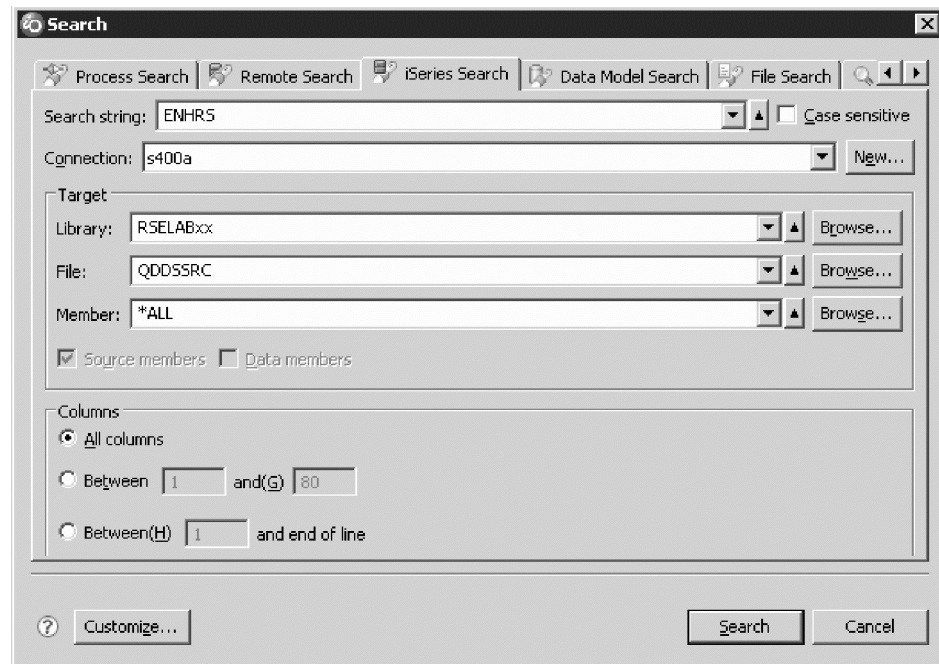 Search
Process Search Remote Search iSeries Search Data Model Search File Search
Search string: ENHRS Case sensitive
Connection: s400a New...
Target
Library: RSELABxx Browse...
File: QDDSSRC Browse...
Member: *ALL Browse...
Source members Data members
Columns
All columns
Between 1 and(G) 80
Between(H) 1 and end of line
? Customize... Search Cancel